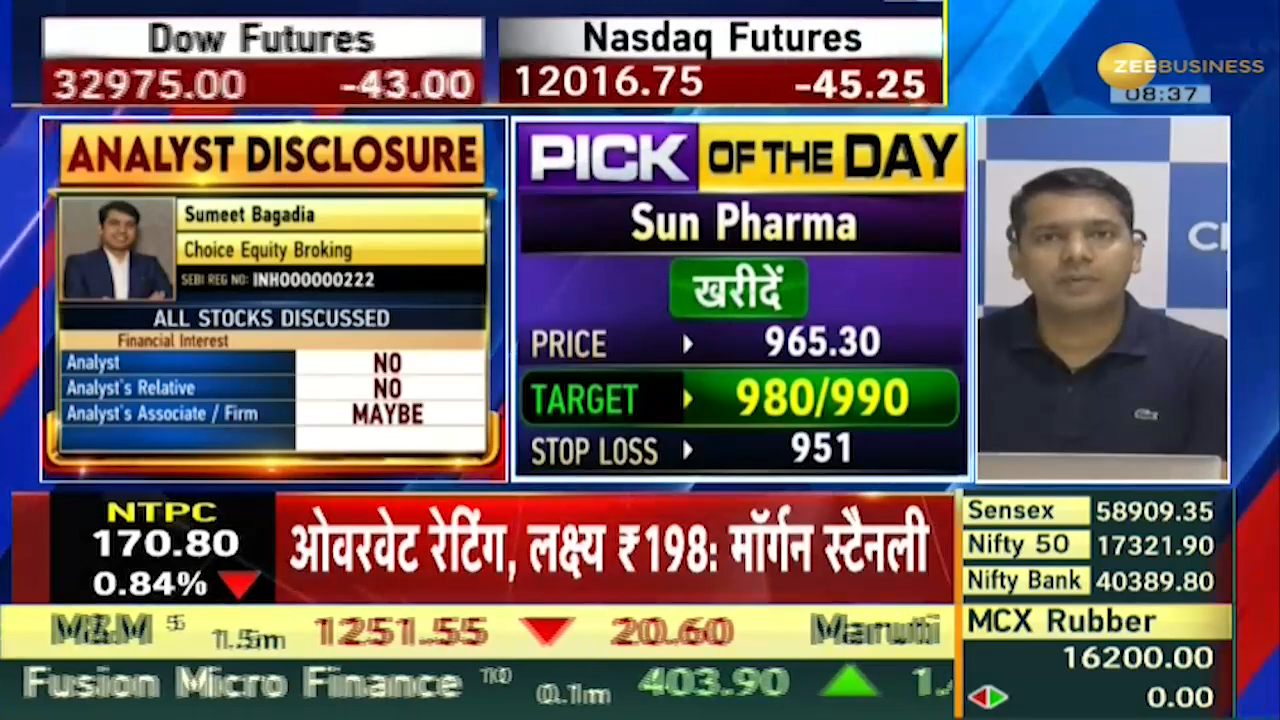 Dow Futures
32975.00 -43.00
Nasdaq Futures
12016.75 -45.25
ZEEBUSINESS
08:37
ANALYST DISCLOSURE
Sumeet Bagadia
Choice Equity Broking
SEBI REG NO: INH000000222
ALL STOCKS DISCUSSED
Financial Interest
Analyst NO
Analyst's Relative NO
Analyst's Associate / Firm MAYBE
PICK OF THE DAY
Sun Pharma
खरीदें
PRICE 965.30
TARGET 980/990
STOP LOSS 951
NTPC
170.80
0.84%
ओवरवेट रेटिंग, लक्ष्य ₹198: मॉर्गन स्टैनली
Sensex 58909.35
Nifty 50 17321.90
Nifty Bank 40389.80
MCX Rubber
16200.00
0.00
M&M 1.5m 1251.55 20.60 Maruti
Fusion Micro Finance 0.1m 403.90